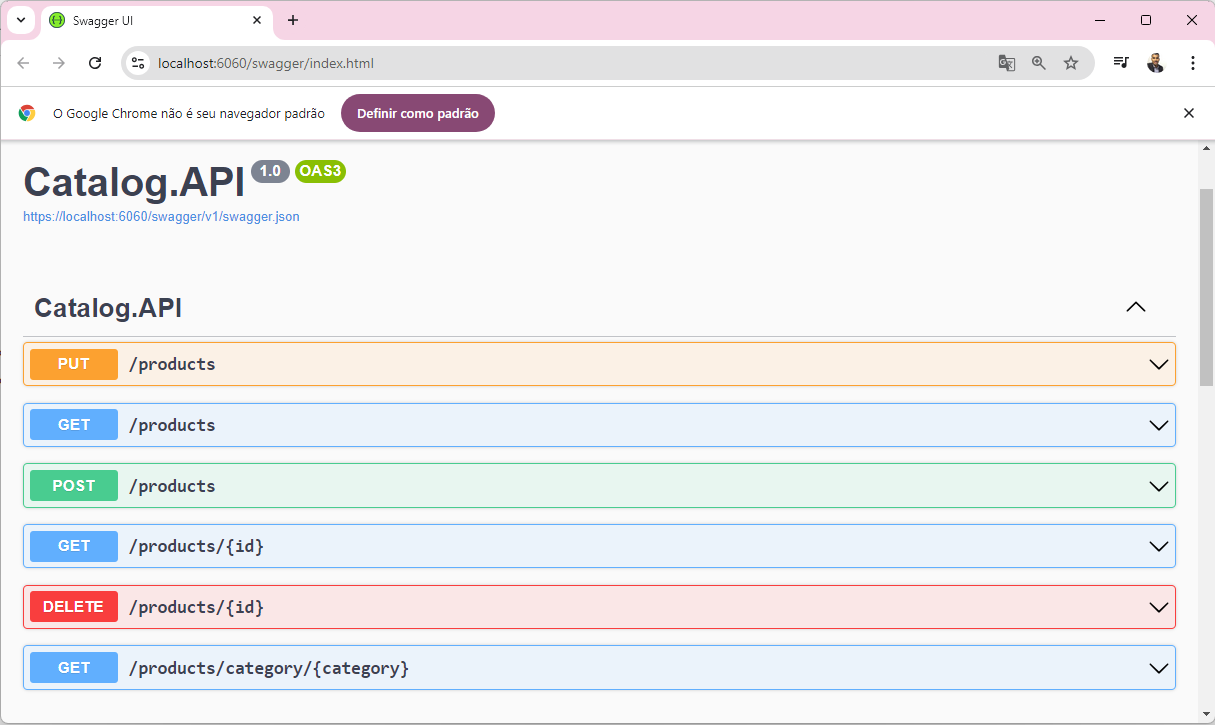 Swagger UI
localhost:6060/swagger/index.html
O Google Chrome não é seu navegador padrão Definir como padrão
Catalog.API 1.0 OAS3
https://localhost:6060/swagger/v1/swagger.json
Catalog.API
PUT /products
GET /products
POST /products
GET /products/{id}
DELETE /products/{id}
GET /products/category/{category}